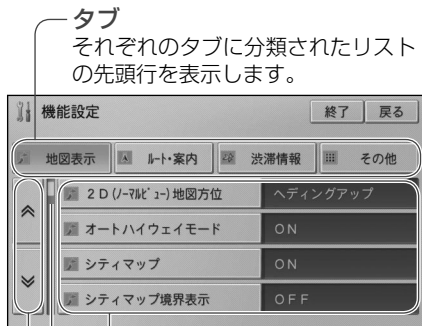 タブ
それぞれのタブに分類されたリスト
の先頭行を表示します。
機能設定 終了 戻る
地図表示 ルート・案内 渋滞情報 その他
2D(ノーマルビュー)地図方位 ヘディングアップ
オートハイウェイモード ON
シティマップ ON
シティマップ境界表示 OFF